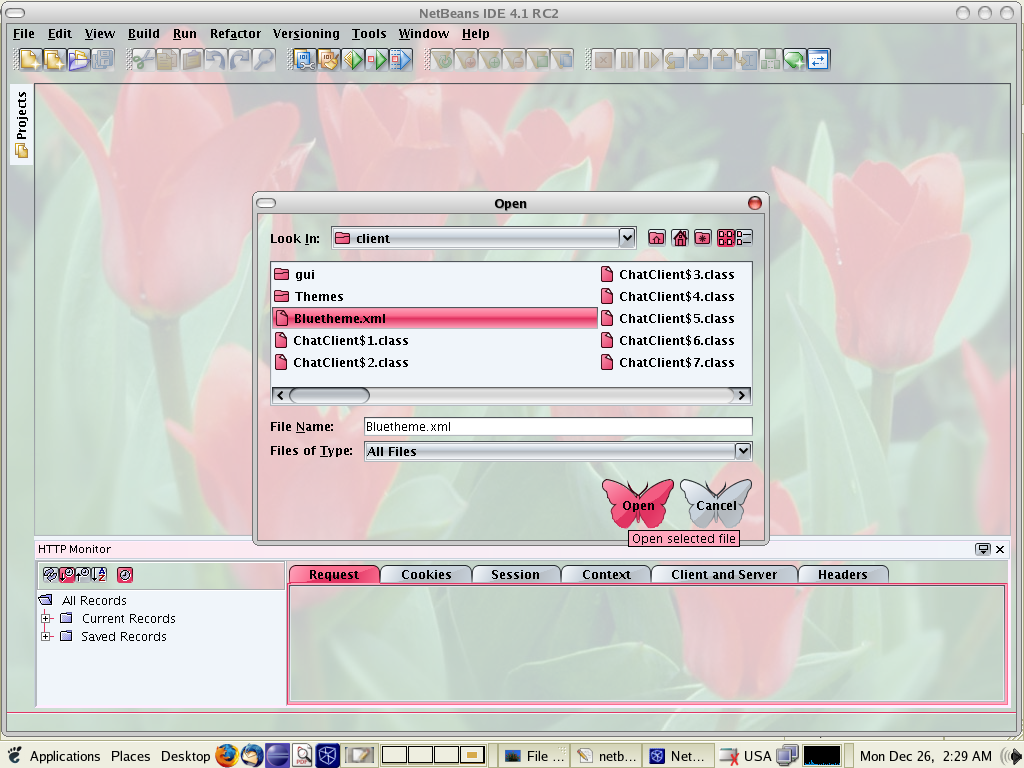 NetBeans IDE 4.1 RC2
File Edit View Build Run Refactor Versioning Tools Window Help
Projects
Open
Look In: client
gui
Themes
Bluetheme.xml
ChatClient$1.class
ChatClient$2.class
ChatClient$3.class
ChatClient$4.class
ChatClient$5.class
ChatClient$6.class
ChatClient$7.class
File Name: Bluetheme.xml
Files of Type: All Files
Open Cancel
Open selected file
HTTP Monitor
Request Cookies Session Context Client and Server Headers
All Records
Current Records
Saved Records
Applications Places Desktop File ... netb... Net... USA Mon Dec 26, 2:29 AM